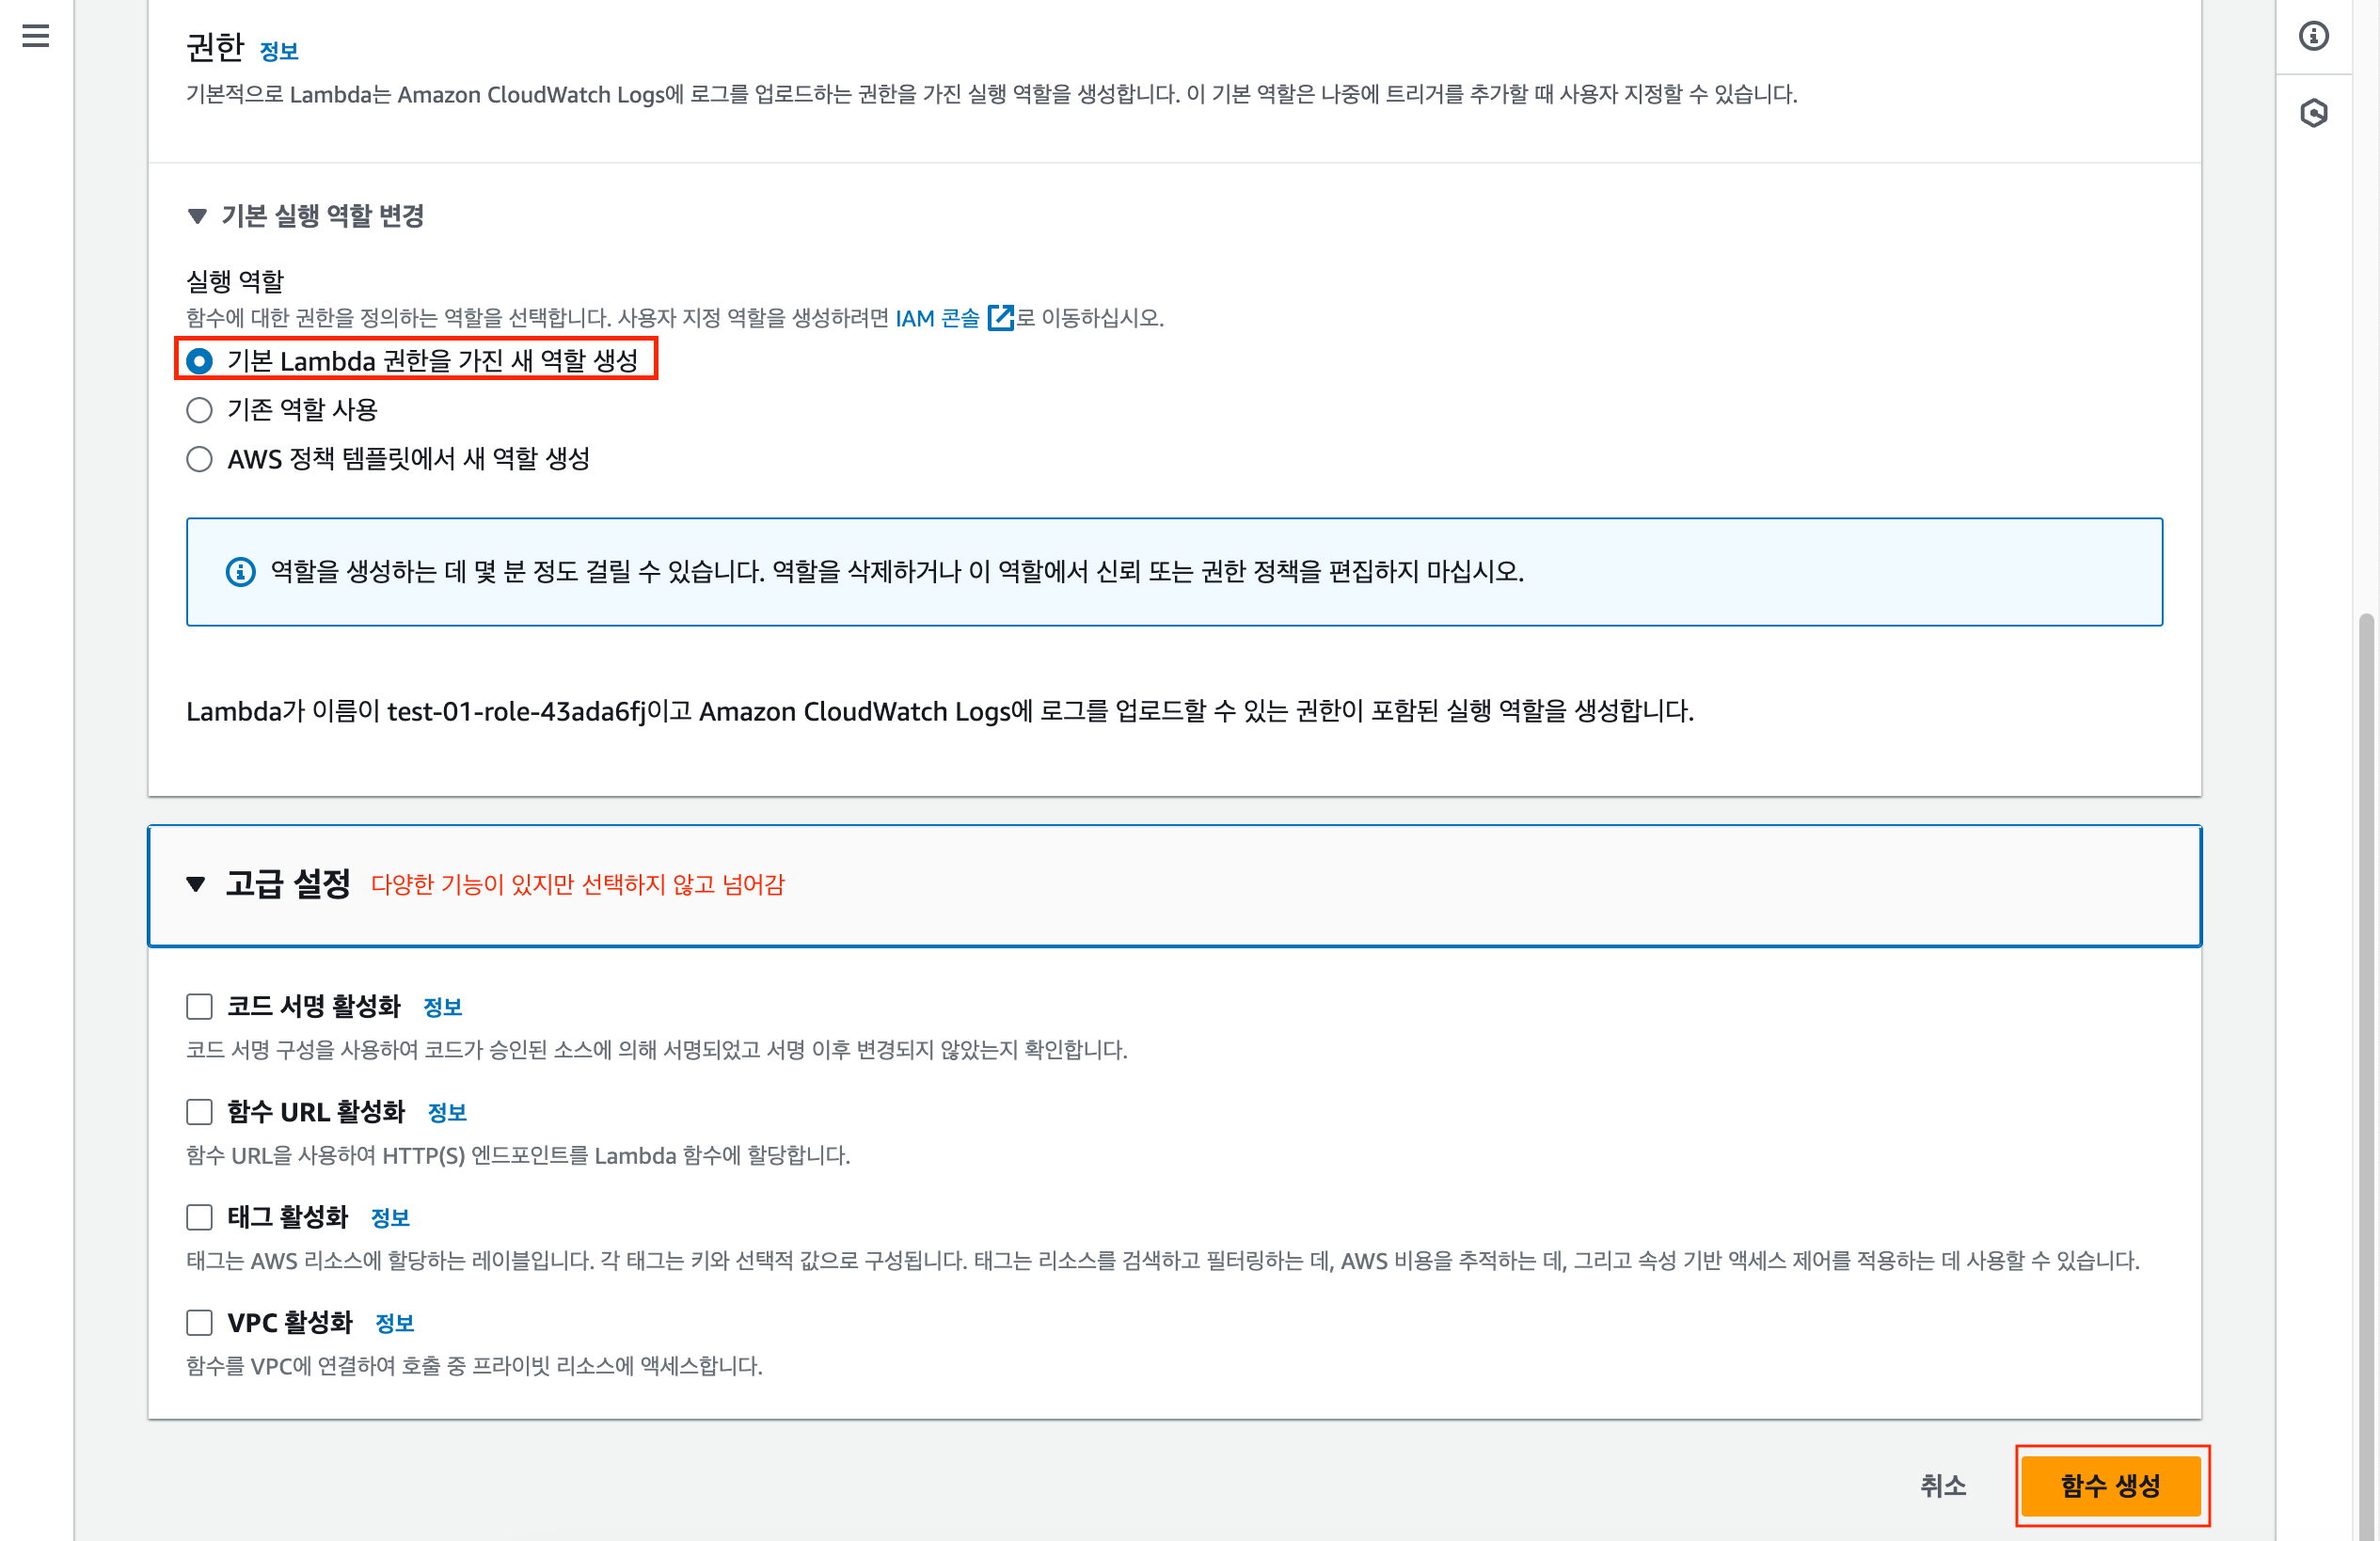 권한 정보
기본적으로 Lambda는 Amazon CloudWatch Logs에 로그를 업로드하는 권한을 가진 실행 역할을 생성합니다. 이 기본 역할은 나중에 트리거를 추가할 때 사용자 지정할 수 있습니다.
기본 실행 역할 변경
실행 역할
함수에 대한 권한을 정의하는 역할을 선택합니다. 사용자 지정 역할을 생성하려면 IAM 콘솔 로 이동하십시오.
기본 Lambda 권한을 가진 새 역할 생성
기존 역할 사용
AWS 정책 템플릿에서 새 역할 생성
역할을 생성하는 데 몇 분 정도 걸릴 수 있습니다. 역할을 삭제하거나 이 역할에서 신뢰 또는 권한 정책을 편집하지 마십시오.
Lambda가 이름이 test-01-role-43ada6fj이고 Amazon CloudWatch Logs에 로그를 업로드할 수 있는 권한이 포함된 실행 역할을 생성합니다.
고급 설정 다양한 기능이 있지만 선택하지 않고 넘어감
코드 서명 활성화 정보
코드 서명 구성을 사용하여 코드가 승인된 소스에 의해 서명되었고 서명 이후 변경되지 않았는지 확인합니다.
함수 URL 활성화 정보
함수 URL을 사용하여 HTTP(S) 엔드포인트를 Lambda 함수에 할당합니다.
태그 활성화 정보
태그는 AWS 리소스에 할당하는 레이블입니다. 각 태그는 키와 선택적 값으로 구성됩니다. 태그는 리소스를 검색하고 필터링하는 데, AWS 비용을 추적하는 데, 그리고 속성 기반 액세스 제어를 적용하는 데 사용할 수 있습니다.
VPC 활성화 정보
함수를 VPC에 연결하여 호출 중 프라이빗 리소스에 액세스합니다.
취소 함수 생성